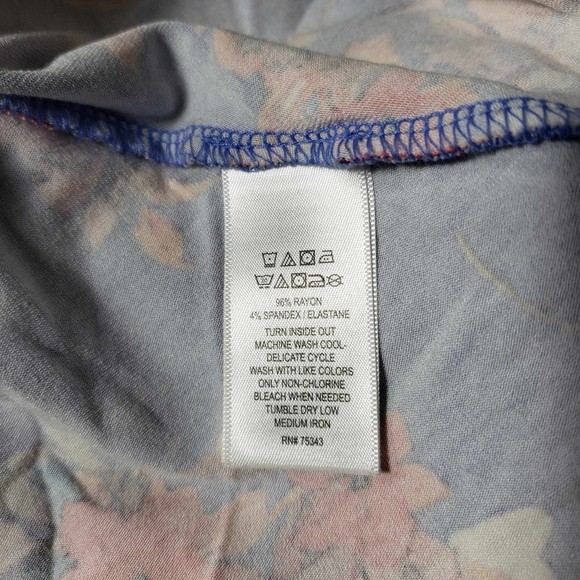 96% RAYON
4% SPANDEX / ELASTANE
TURN INSIDE OUT
MACHINE WASH COOL-
DELICATE CYCLE
WASH WITH LIKE COLORS
ONLY NON-CHLORINE
BLEACH WHEN NEEDED
TUMBLE DRY LOW
MEDIUM IRON
RN# 75343